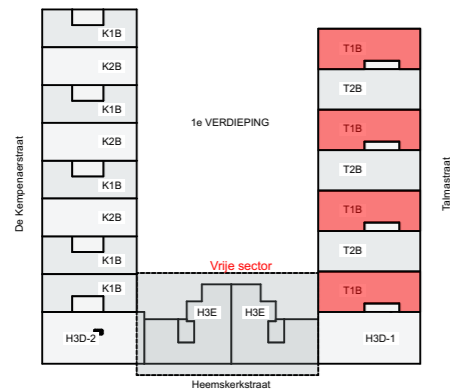 K1B
K2B
K1B
K2B
K1B
K2B
K1B
K1B
H3D-2
De Kempenaerstraat
1e VERDIEPING
Vrije sector
H3E
H3E
Heemskerkstraat
T1B
T2B
T1B
T2B
T1B
T2B
T1B
H3D-1
Talmastraat